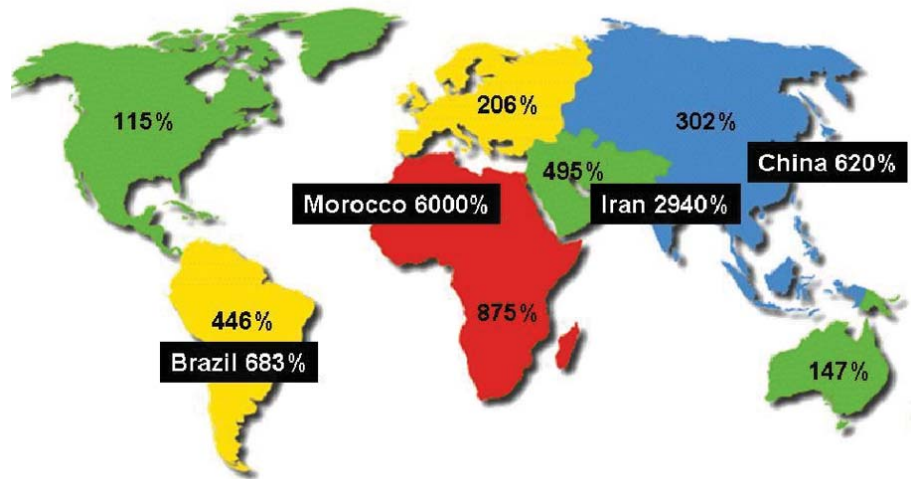 115%
206%
302%
China 620%
495%
Morocco 6000%
Iran 2940%
446%
875%
Brazil 683%
147%